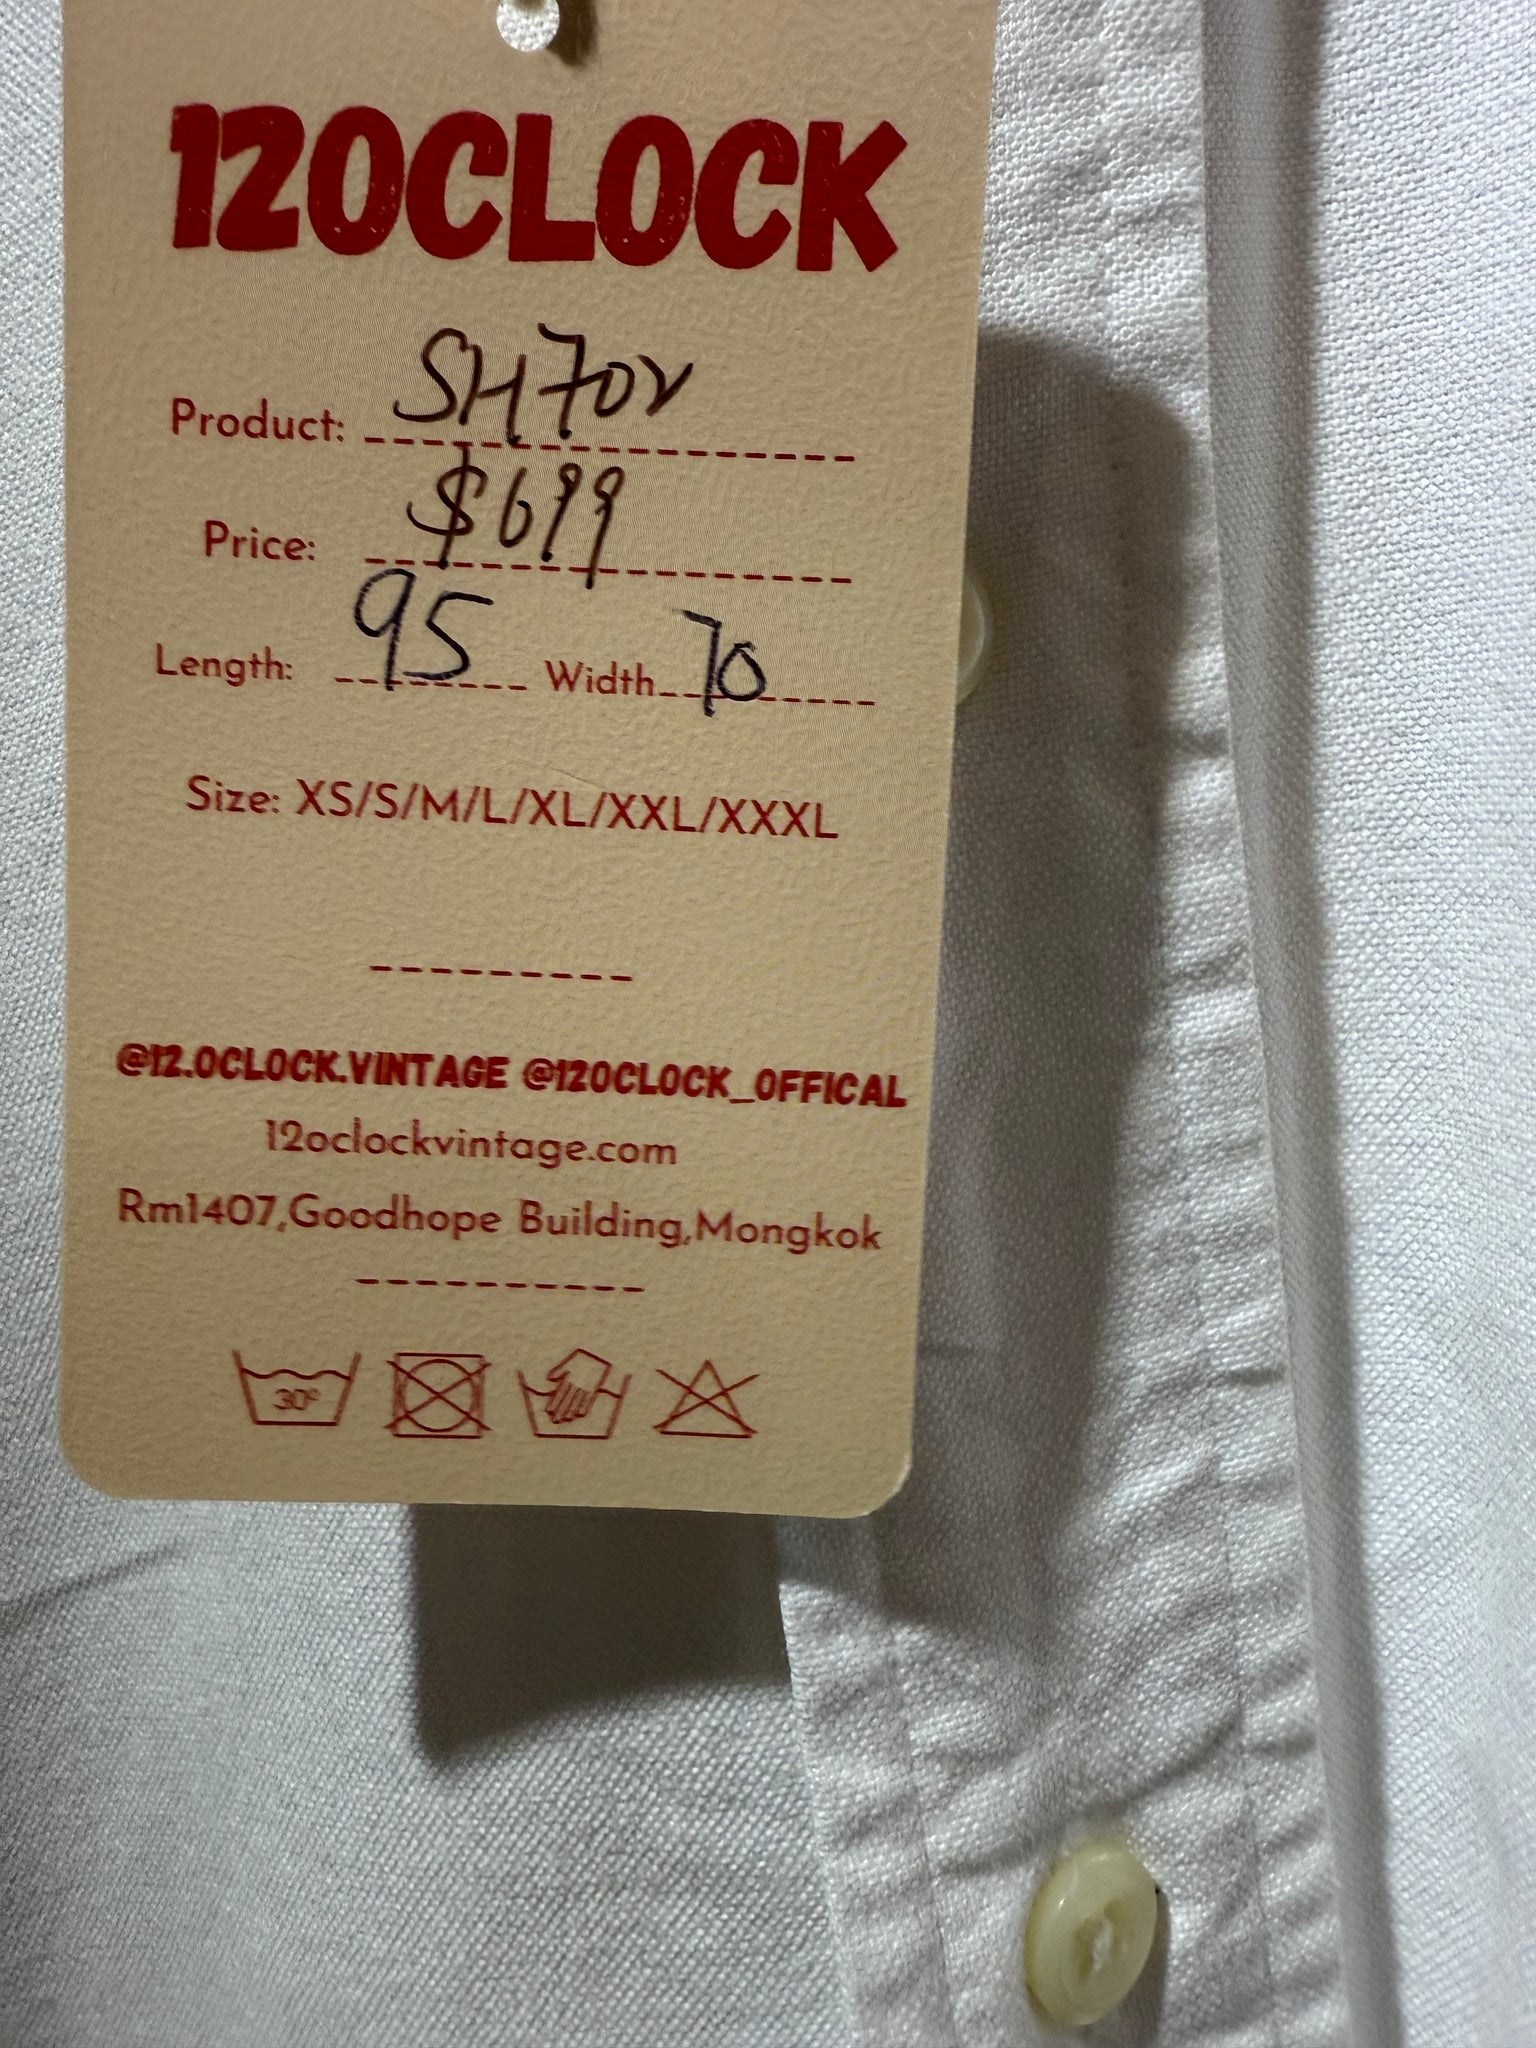 12OCLOCK
Product: SH702
Price: $699
Length: 95 Width 70
Size: XS/S/M/L/XL/XXL/XXXL
@12.OCLOCK.VINTAGE @12OCLOCK_OFFICAL
12oclockvintage.com
Rm1407,Goodhope Building,Mongkok
30°